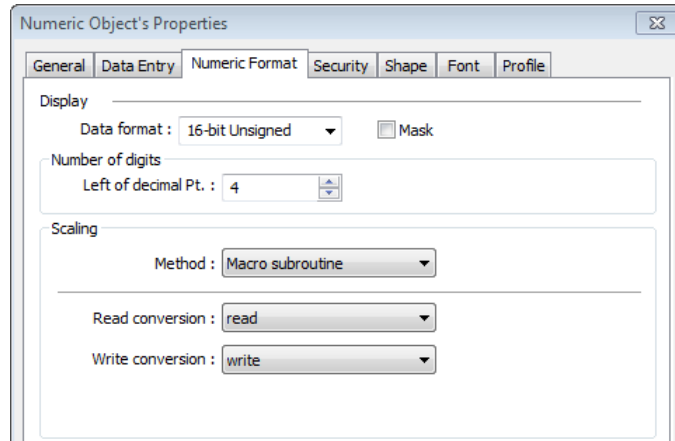 Numeric Object's Properties
General Data Entry Numeric Format Security Shape Font Profile
Display
Data format : 16-bit Unsigned Mask
Number of digits
Left of decimal Pt. : 4
Scaling
Method : Macro subroutine
Read conversion : read
Write conversion : write